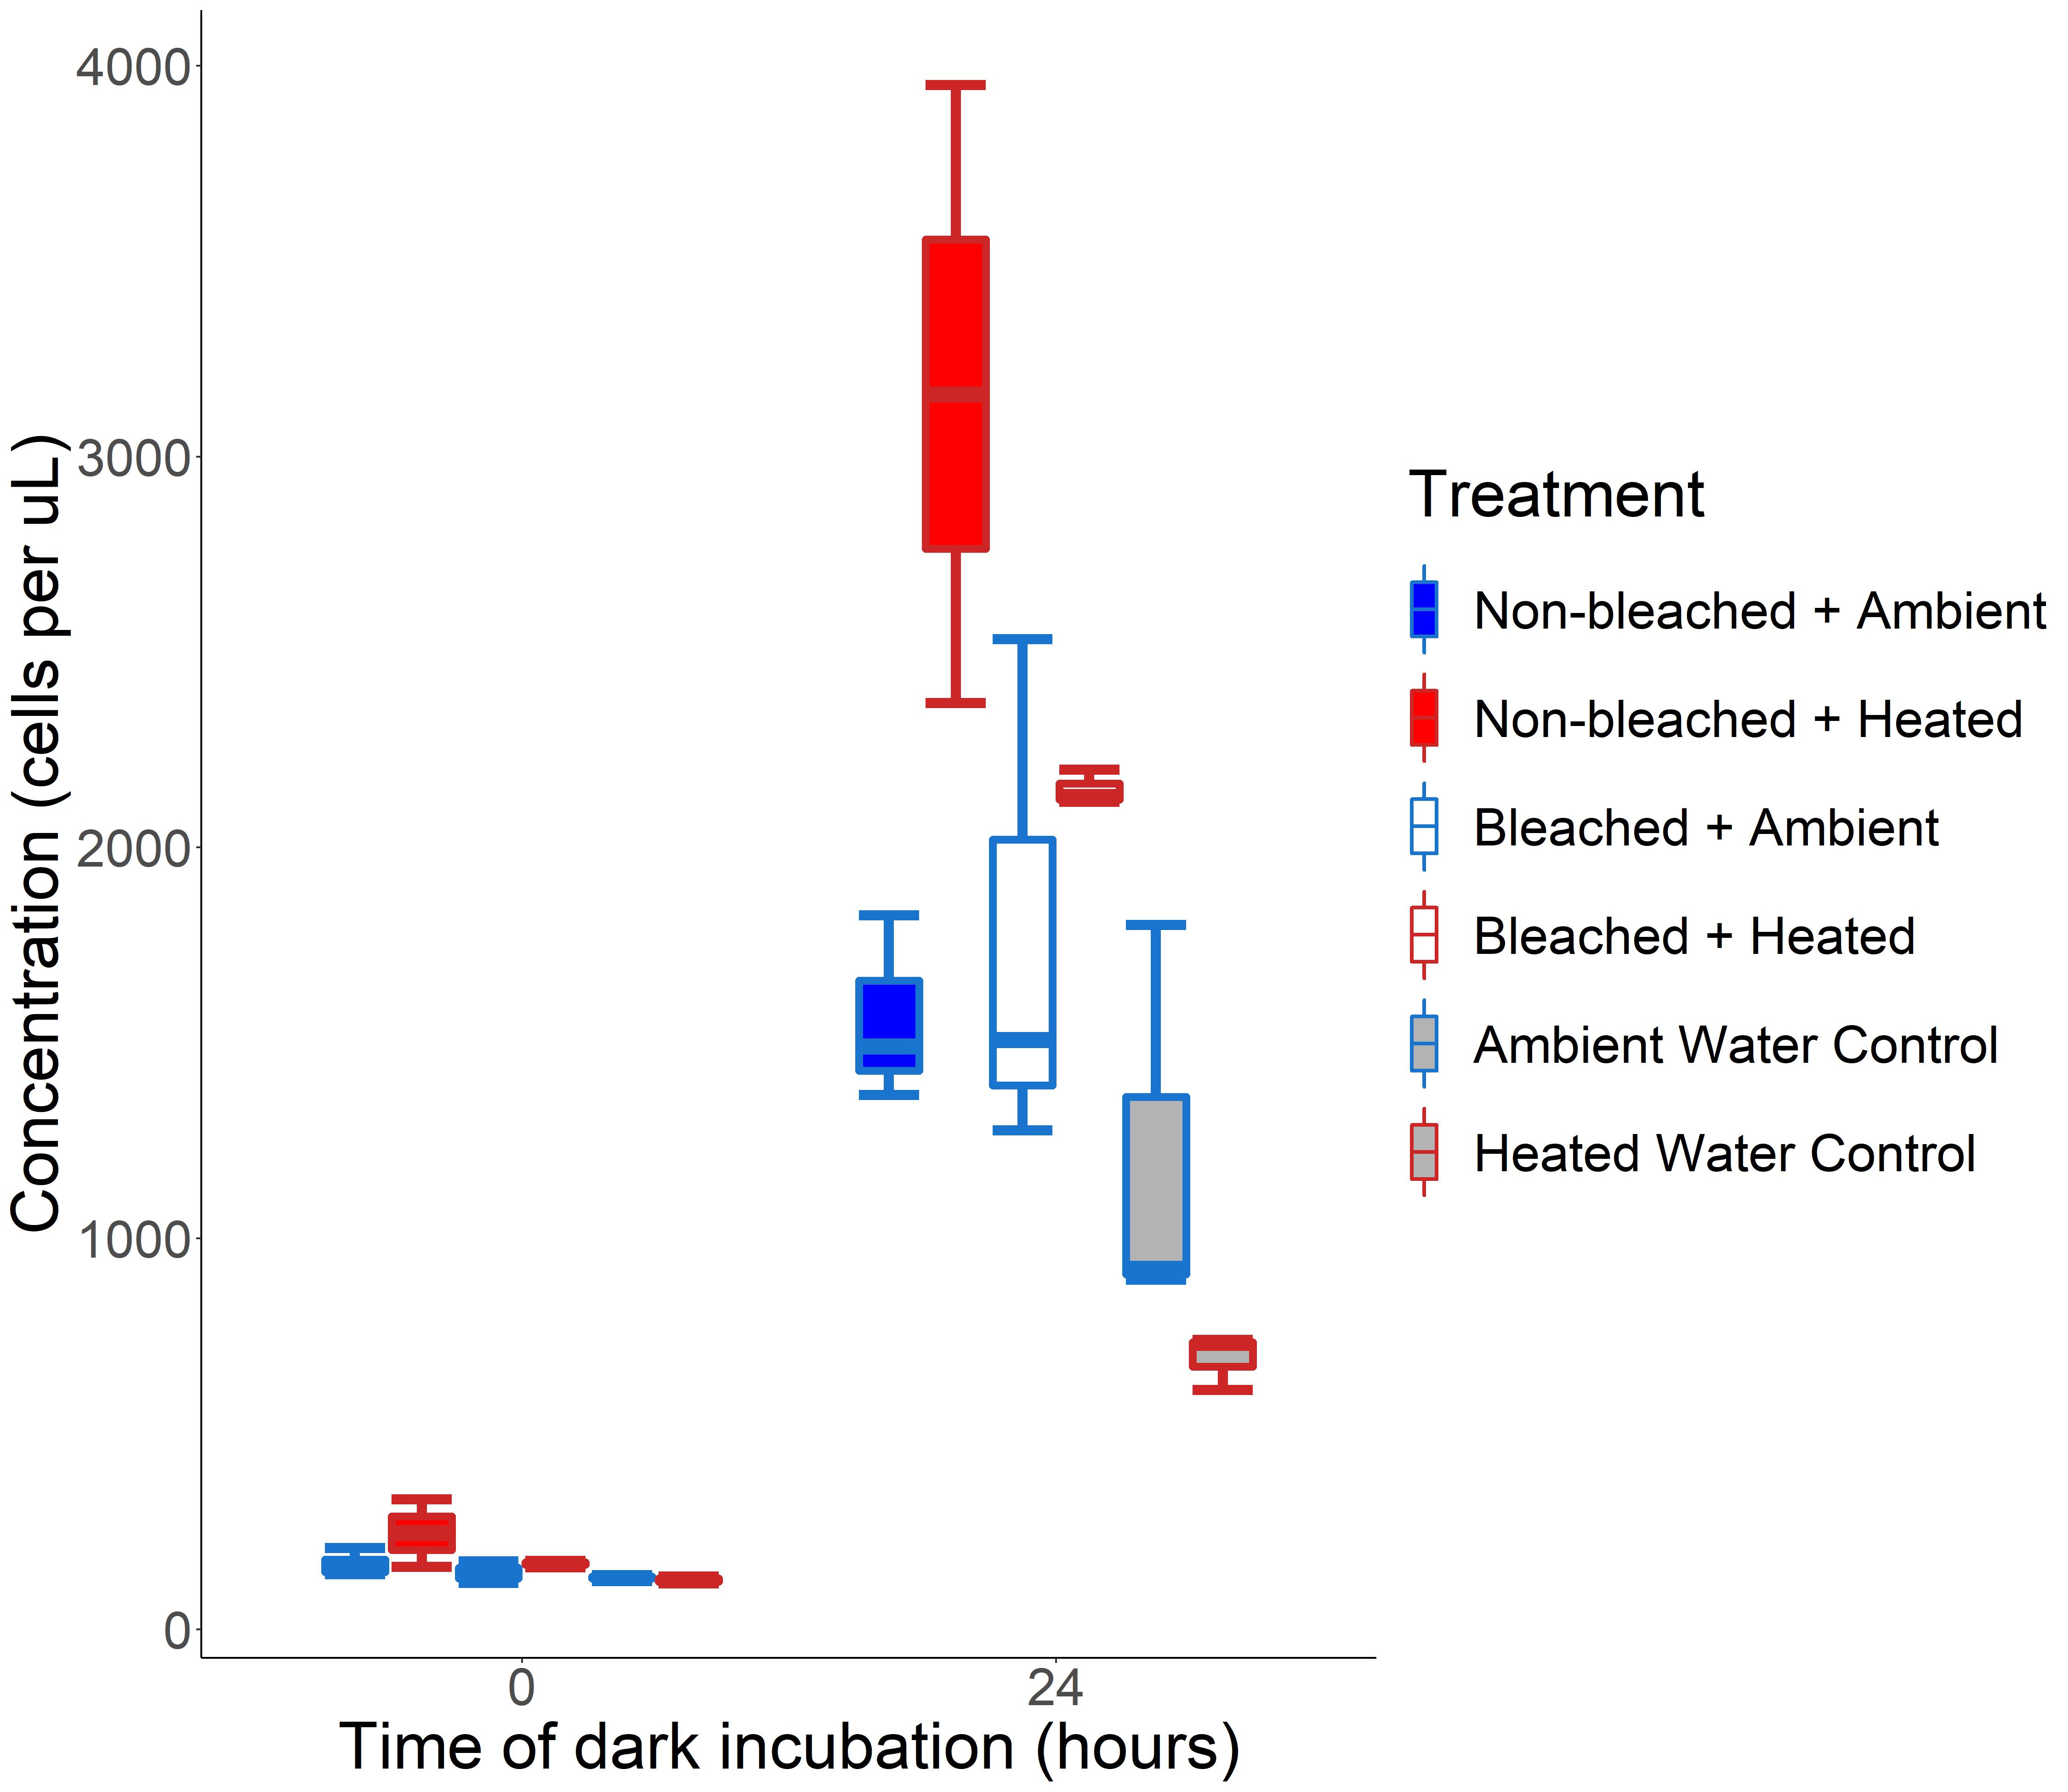 Concentration (cells per uL)
4000
3000
2000
1000
0
0
24
Time of dark incubation (hours)
Treatment
Non-bleached + Ambient
Non-bleached + Heated
Bleached + Ambient
Bleached + Heated
Ambient Water Control
Heated Water Control